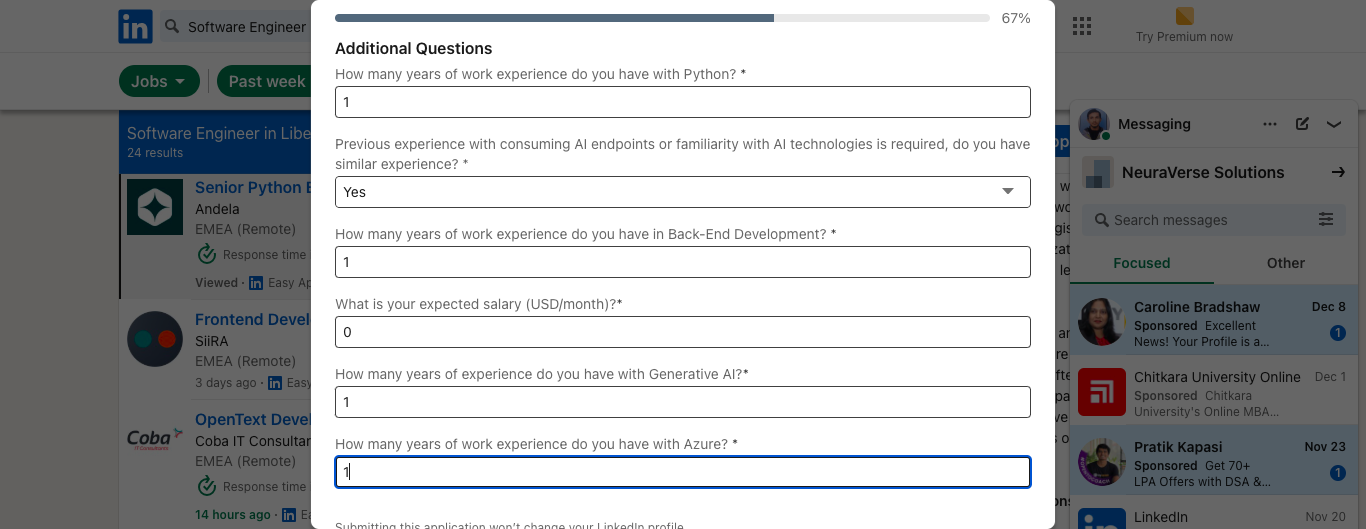 in
Software Engineer
67%
Try Premium now
Jobs
Past week
Additional Questions
How many years of work experience do you have with Python? *
1
Previous experience with consuming AI endpoints or familiarity with AI technologies is required, do you have
similar experience? *
Yes
How many years of work experience do you have in Back-End Development? *
1
What is your expected salary (USD/month)?*
0
How many years of experience do you have with Generative AI?*
1
How many years of work experience do you have with Azure? *
1
Submitting this application won't change your LinkedIn profile.
Software Engineer in Libe
24 results
Senior Python
Andela
EMEA (Remote)
Response time
Viewed · in Easy Ap
Frontend Devel
SiiRA
EMEA (Remote)
3 days ago · in Easy
OpenText Devel
Coba IT Consultan
EMEA (Remote)
Response time
14 hours ago · in E
Coba
IT Consultants
Messaging
NeuraVerse Solutions
Search messages
Focused
Other
Caroline Bradshaw Dec 8
Sponsored Excellent
News! Your Profile is a... 1
Chitkara University Online Dec 1
Sponsored Chitkara
University's Online MBA...
Pratik Kapasi Nov 23
Sponsored Get 70+
LPA Offers with DSA &... 1
LinkedIn Nov 20